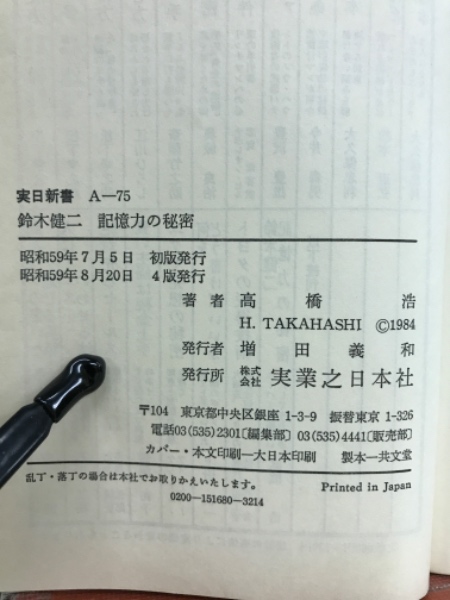 実日新書 A—75
鈴木健二 記憶力の秘密
昭和59年7月5日 初版発行
昭和59年8月20日 4版発行
著者 高橋浩
H. TAKAHASHI ©1984
発行者 増田義和
発行所 株式会社 実業之日本社
〒104 東京都中央区銀座 1-3-9 振替東京 1-326
電話03(535)2301〔編集部〕 03(535)4441〔販売部〕
カバー・本文印刷—大日本印刷 製本—共文堂
乱丁・落丁の場合は本社でお取りかえいたします。
Printed in Japan
0200—151680—3214